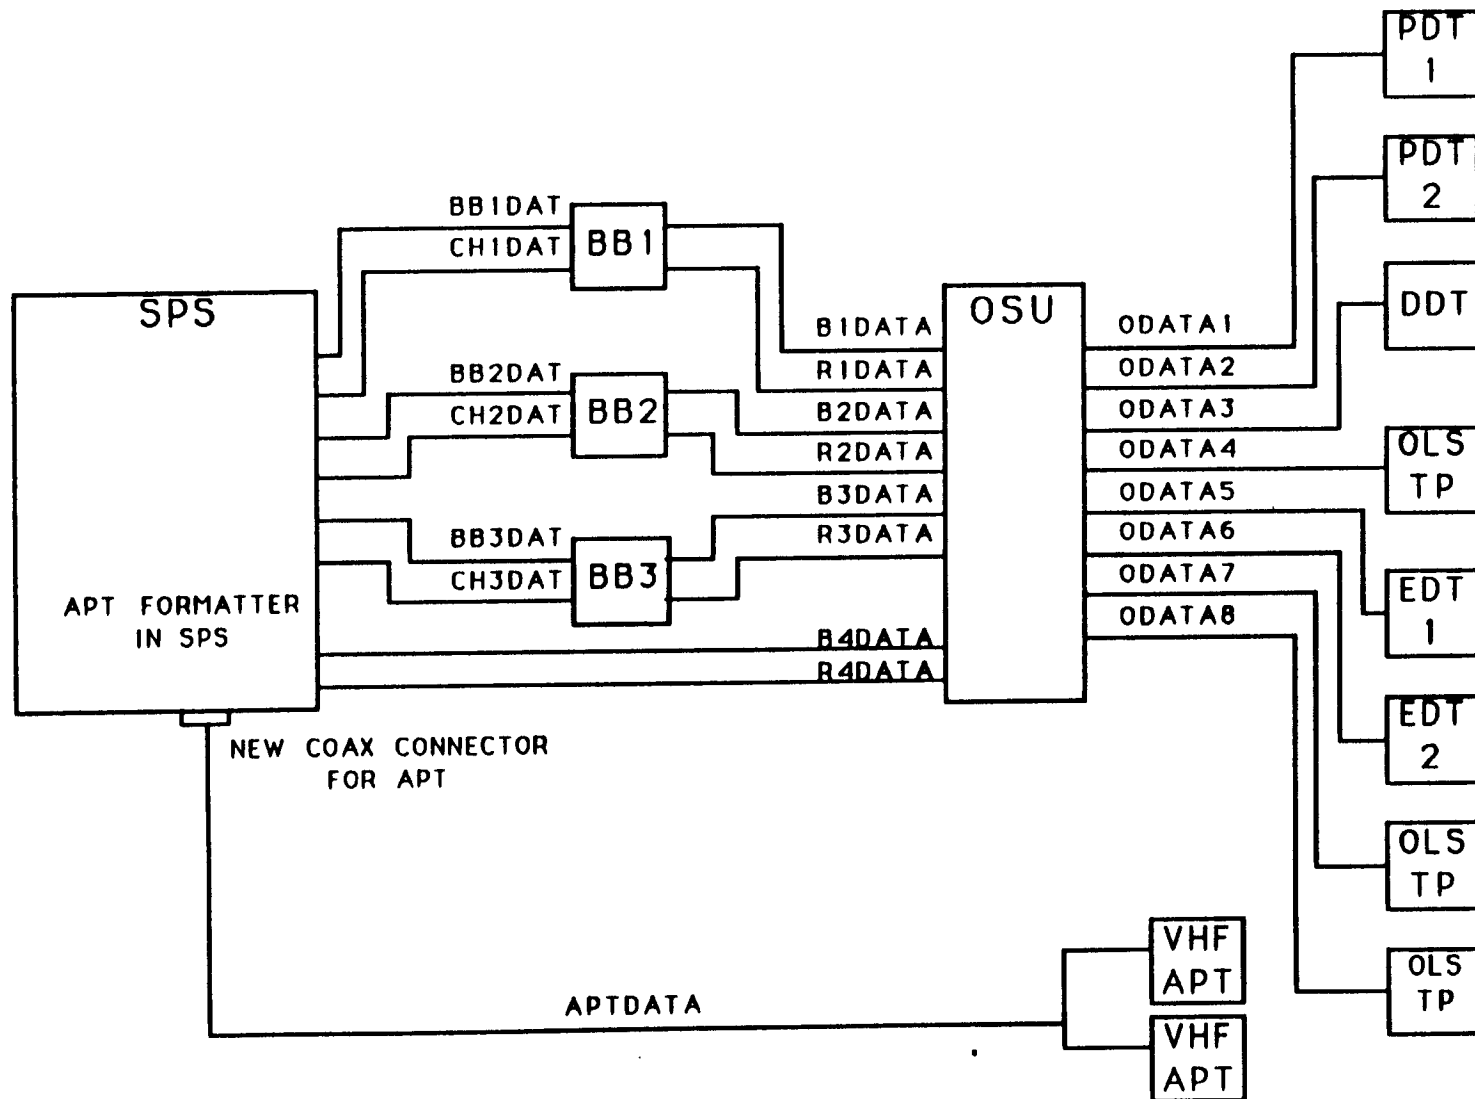 PDT
1
PDT
2
BB1DAT
CH1DAT
BB1
DDT
SPS
OSU
B1DATA
R1DATA
B2DATA
R2DATA
B3DATA
R3DATA
ODATA1
ODATA2
ODATA3
ODATA4
ODATA5
ODATA6
ODATA7
ODATA8
BB2DAT
CH2DAT
BB2
OLS
TP
BB3DAT
CH3DAT
BB3
EDT
1
APT FORMATTER
IN SPS
B4DATA
R4DATA
EDT
2
NEW COAX CONNECTOR
FOR APT
OLS
TP
VHF
APT
OLS
TP
APTDATA
VHF
APT